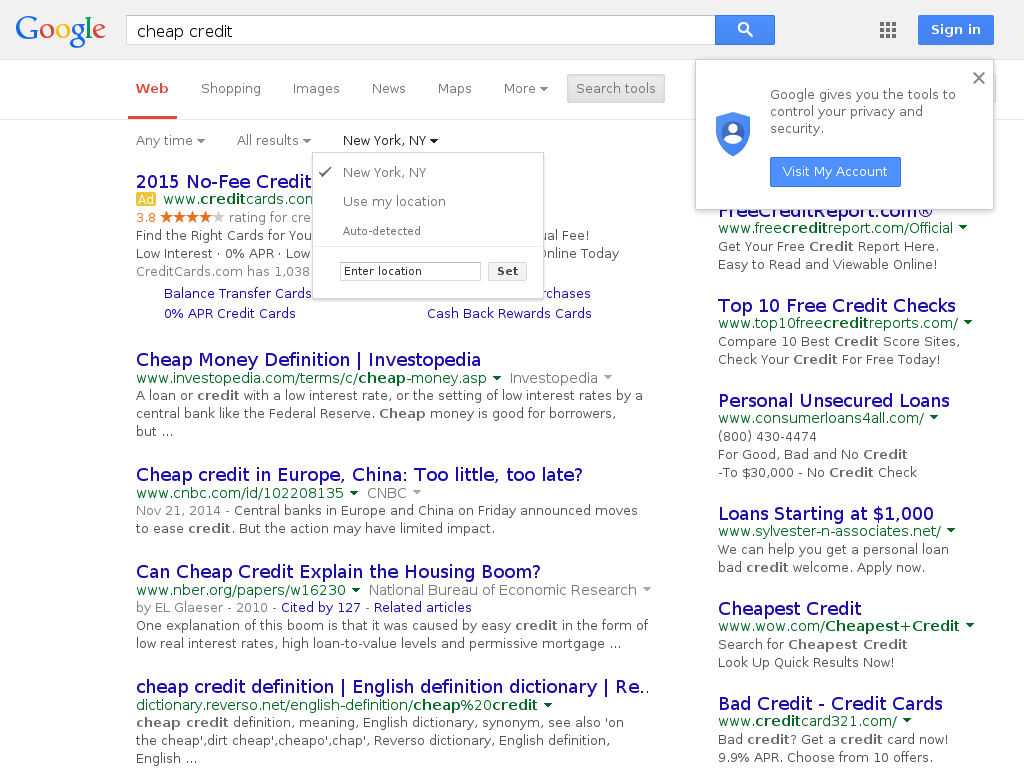 Google
cheap credit
Sign in
Web
Shopping
Images
News
Maps
More
Search tools
Google gives you the tools to
control your privacy and
security.
Visit My Account
Any time
All results
New York, NY
New York, NY
Use my location
Auto-detected
Enter location
Set
2015 No-Fee Credit
Ad www.creditcards.com
3.8 rating for cre
Find the Right Cards for You
ual Fee!
Low Interest · 0% APR · Low
Online Today
CreditCards.com has 1,038
Balance Transfer Cards
rchases
0% APR Credit Cards
Cash Back Rewards Cards
Cheap Money Definition | Investopedia
www.investopedia.com/terms/c/cheap-money.asp Investopedia
A loan or credit with a low interest rate, or the setting of low interest rates by a
central bank like the Federal Reserve. Cheap money is good for borrowers,
but ...
Cheap credit in Europe, China: Too little, too late?
www.cnbc.com/id/102208135 CNBC
Nov 21, 2014 - Central banks in Europe and China on Friday announced moves
to ease credit. But the action may have limited impact.
Can Cheap Credit Explain the Housing Boom?
www.nber.org/papers/w16230 National Bureau of Economic Research
by EL Glaeser - 2010 - Cited by 127 - Related articles
One explanation of this boom is that it was caused by easy credit in the form of
low real interest rates, high loan-to-value levels and permissive mortgage ...
cheap credit definition | English definition dictionary | Re..
dictionary.reverso.net/english-definition/cheap%20credit
cheap credit definition, meaning, English dictionary, synonym, see also 'on
the cheap',dirt cheap',cheapo',chap', Reverso dictionary, English definition,
English ...
FreeCreditReport.com®
www.freecreditreport.com/Official
Get Your Free Credit Report Here.
Easy to Read and Viewable Online!
Top 10 Free Credit Checks
www.top10freecreditreports.com/
Compare 10 Best Credit Score Sites,
Check Your Credit For Free Today!
Personal Unsecured Loans
www.consumerloans4all.com/
(800) 430-4474
For Good, Bad and No Credit
-To $30,000 - No Credit Check
Loans Starting at $1,000
www.sylvester-n-associates.net/
We can help you get a personal loan
bad credit welcome. Apply now.
Cheapest Credit
www.wow.com/Cheapest+Credit
Search for Cheapest Credit
Look Up Quick Results Now!
Bad Credit - Credit Cards
www.creditcard321.com/
Bad credit? Get a credit card now!
9.9% APR. Choose from 10 offers.